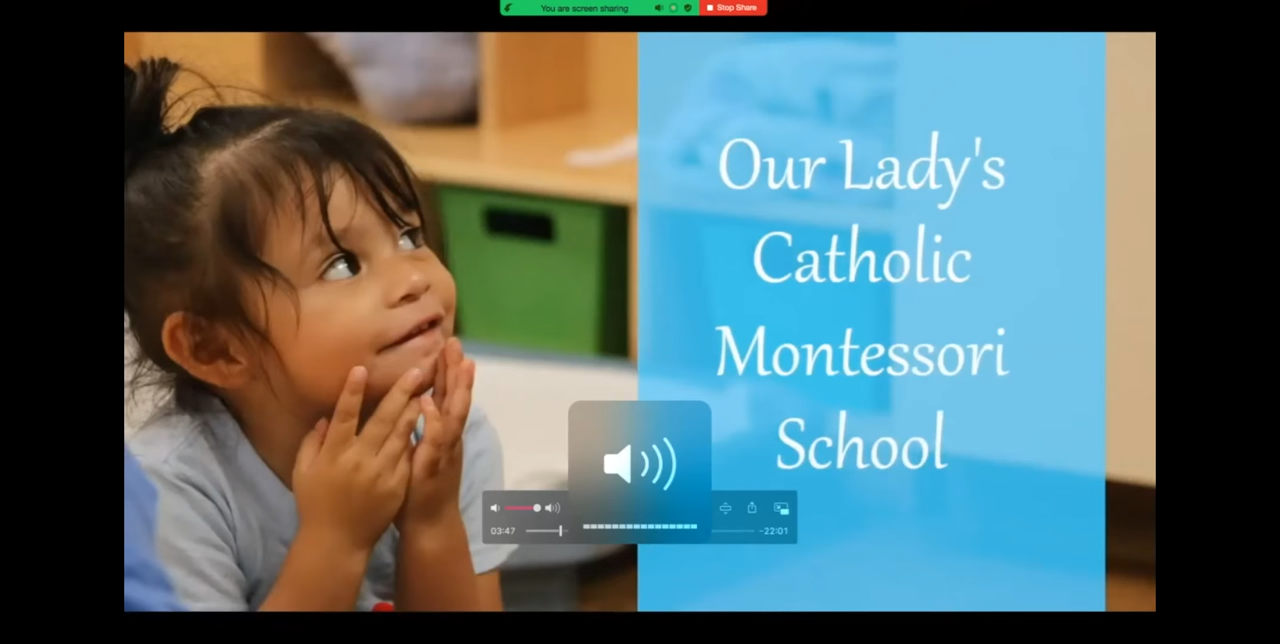 You are screen sharing
Stop Share
Our Lady's
Catholic
Montessori
School
03:47
-22:01